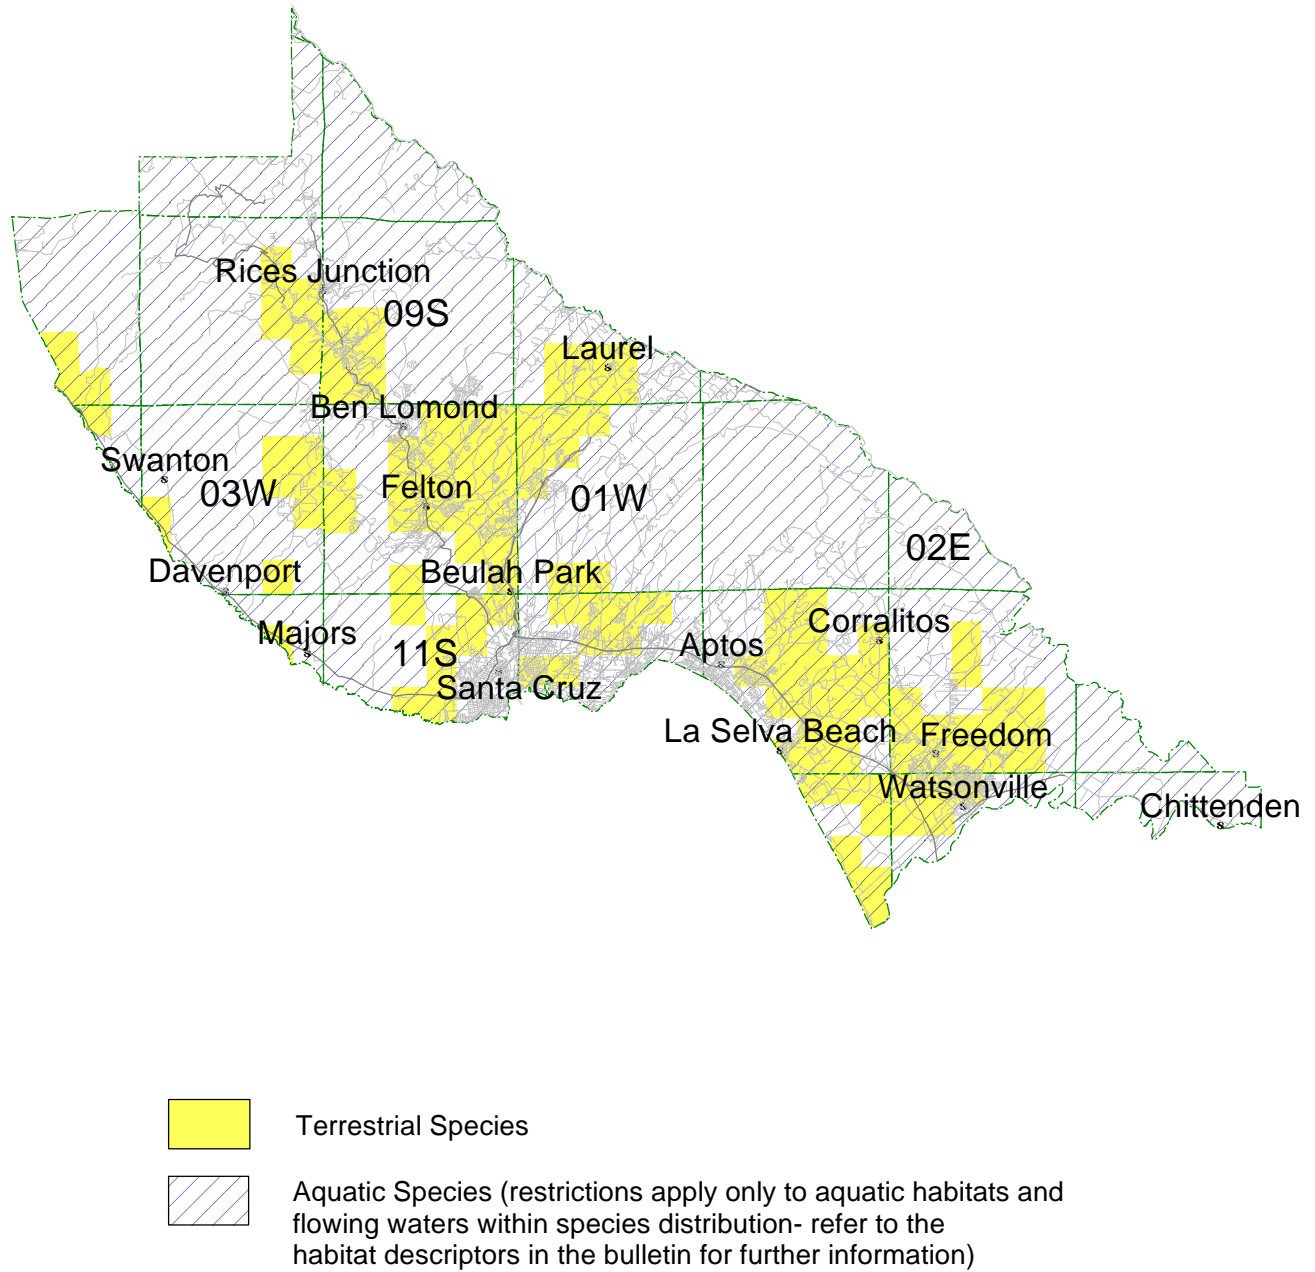 Rices Junction
09S
Laurel
Ben Lomond
Swanton
03W
Felton
01W
02E
Davenport
Beulah Park
Majors
11S
Aptos
Corralitos
Santa Cruz
La Selva Beach
Freedom
Watsonville
Chittenden
Terrestrial Species
Aquatic Species (restrictions apply only to aquatic habitats and
flowing waters within species distribution- refer to the
habitat descriptors in the bulletin for further information)